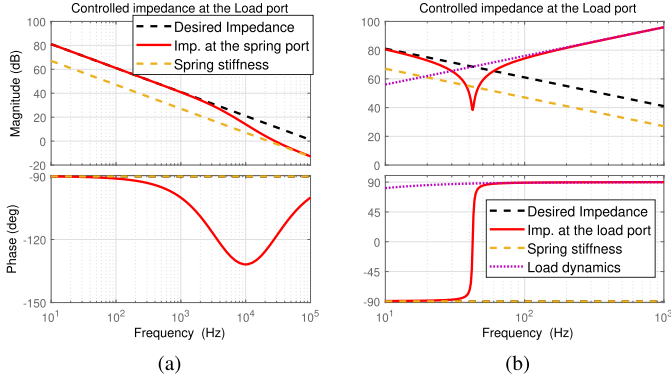 Controlled impedance at the Load port
100
80
60
40
20
0
-20
Magnitude (dB)
Desired Impedance
Imp. at the spring port
Spring stiffness
-90
-120
-150
Phase (deg)
10^1
10^2
10^3
10^4
10^5
Frequency (Hz)
(a)
Controlled impedance at the Load port
100
80
60
40
20
0
90
45
0
-45
-90
Desired Impedance
Imp. at the load port
Spring stiffness
Load dynamics
10^1
10^2
10^3
Frequency (Hz)
(b)